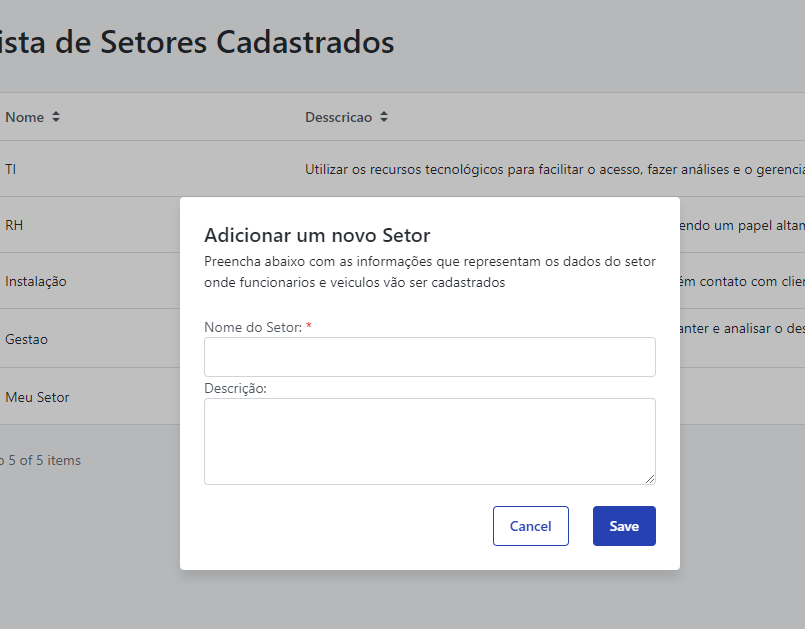 ista de Setores Cadastrados
Nome Desscricao
TI Utilizar os recursos tecnológicos para facilitar o acesso, fazer análises e o gerencia
RH endo um papel altam
Adicionar um novo Setor
Preencha abaixo com as informações que representam os dados do setor
onde funcionarios e veiculos vão ser cadastrados
Instalação ém contato com clien
Nome do Setor: *
Gestao anter e analisar o des
Descrição:
Meu Setor
o 5 of 5 items
Cancel Save